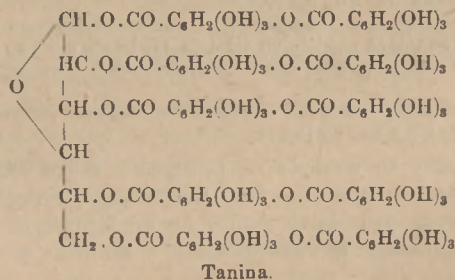 CH.O.CO.C₆H₂(OH)₃.O.CO.C₆H₂(OH)₃
HC.O.CO.C₆H₂(OH)₃.O.CO.C₆H₂(OH)₃
O
CH.O.CO C₆H₂(OH)₃.O.CO.C₆H₂(OH)₃
CH
CH.O.CO.C₆H₂(OH)₃.O.CO.C₆H₂(OH)₃
CH₂.O.CO C₆H₂(OH)₃ O CO.C₆H₂(OH)₃
Tanina.